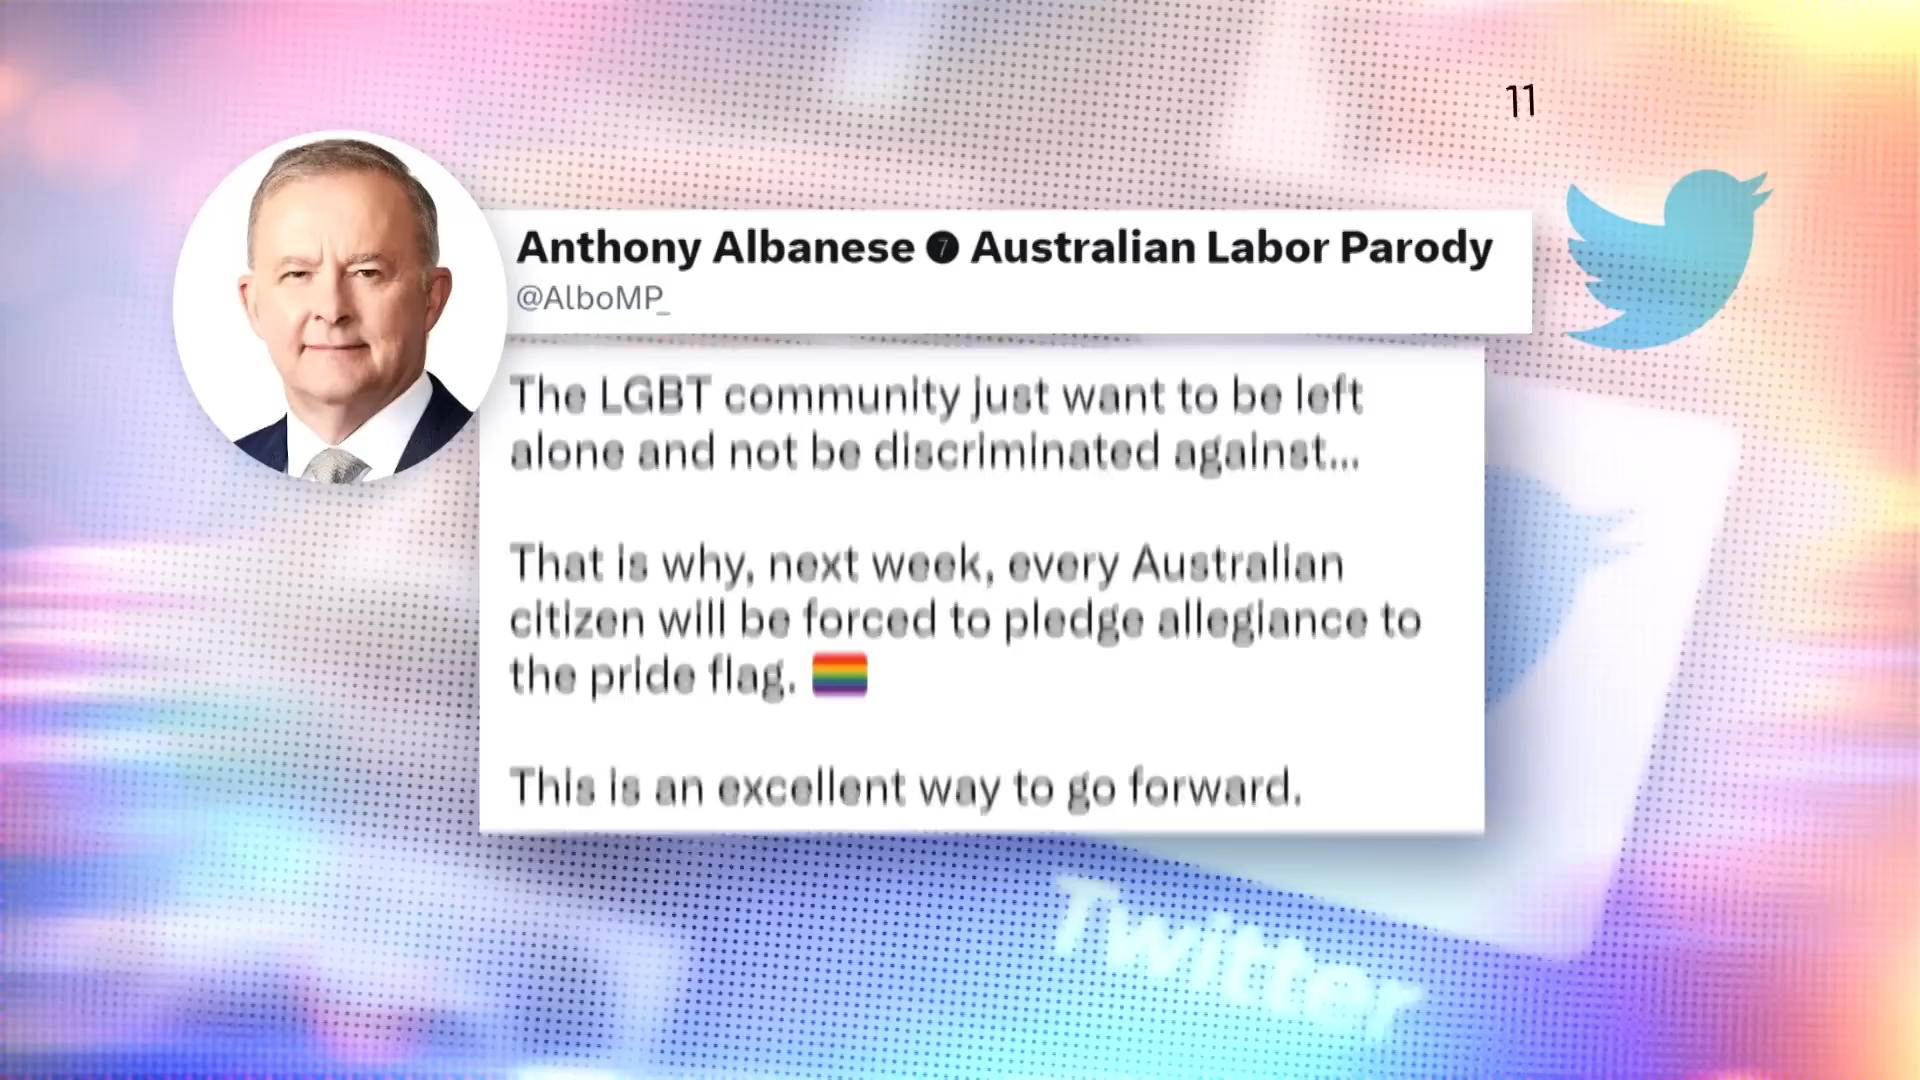 11
Anthony Albanese ❼ Australian Labor Parody
@AlboMP_
The LGBT community just want to be left
alone and not be discriminated against...
That is why, next week, every Australian
citizen will be forced to pledge allegiance to
the pride flag. 🏳️‍🌈
This is an excellent way to go forward.
Twitter